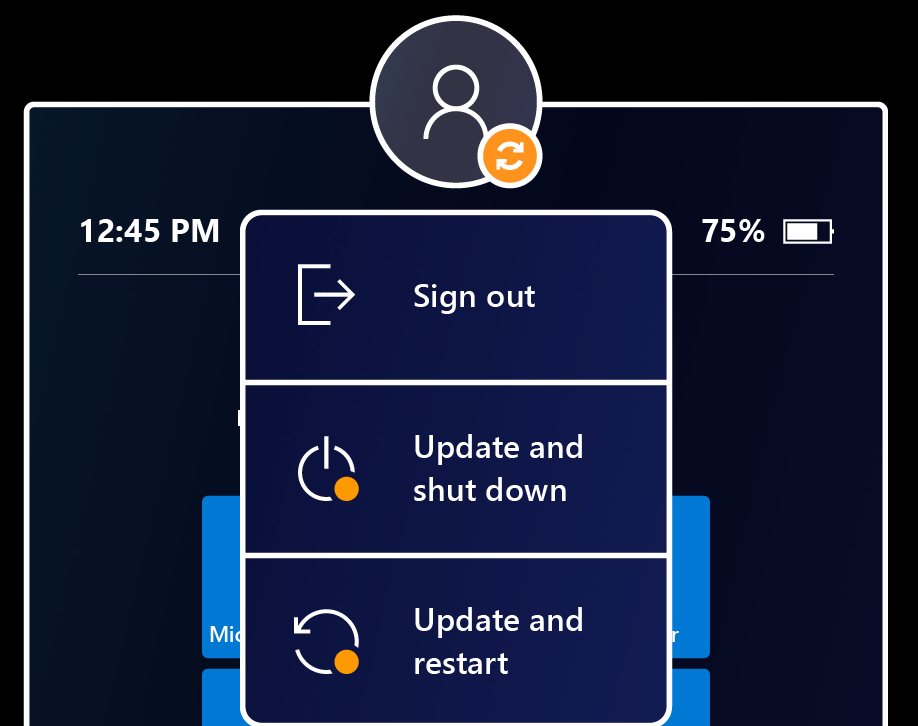 12:45 PM
75%
Sign out
Update and
shut down
Update and
restart